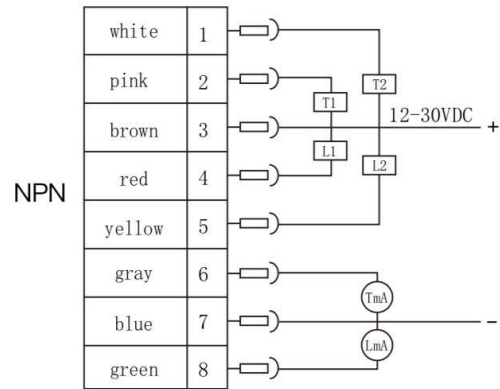 white 1
pink 2
T1
T2
brown 3
12-30VDC +
L1
L2
red 4
NPN
yellow 5
gray 6
TmA
blue 7 -
LmA
green 8